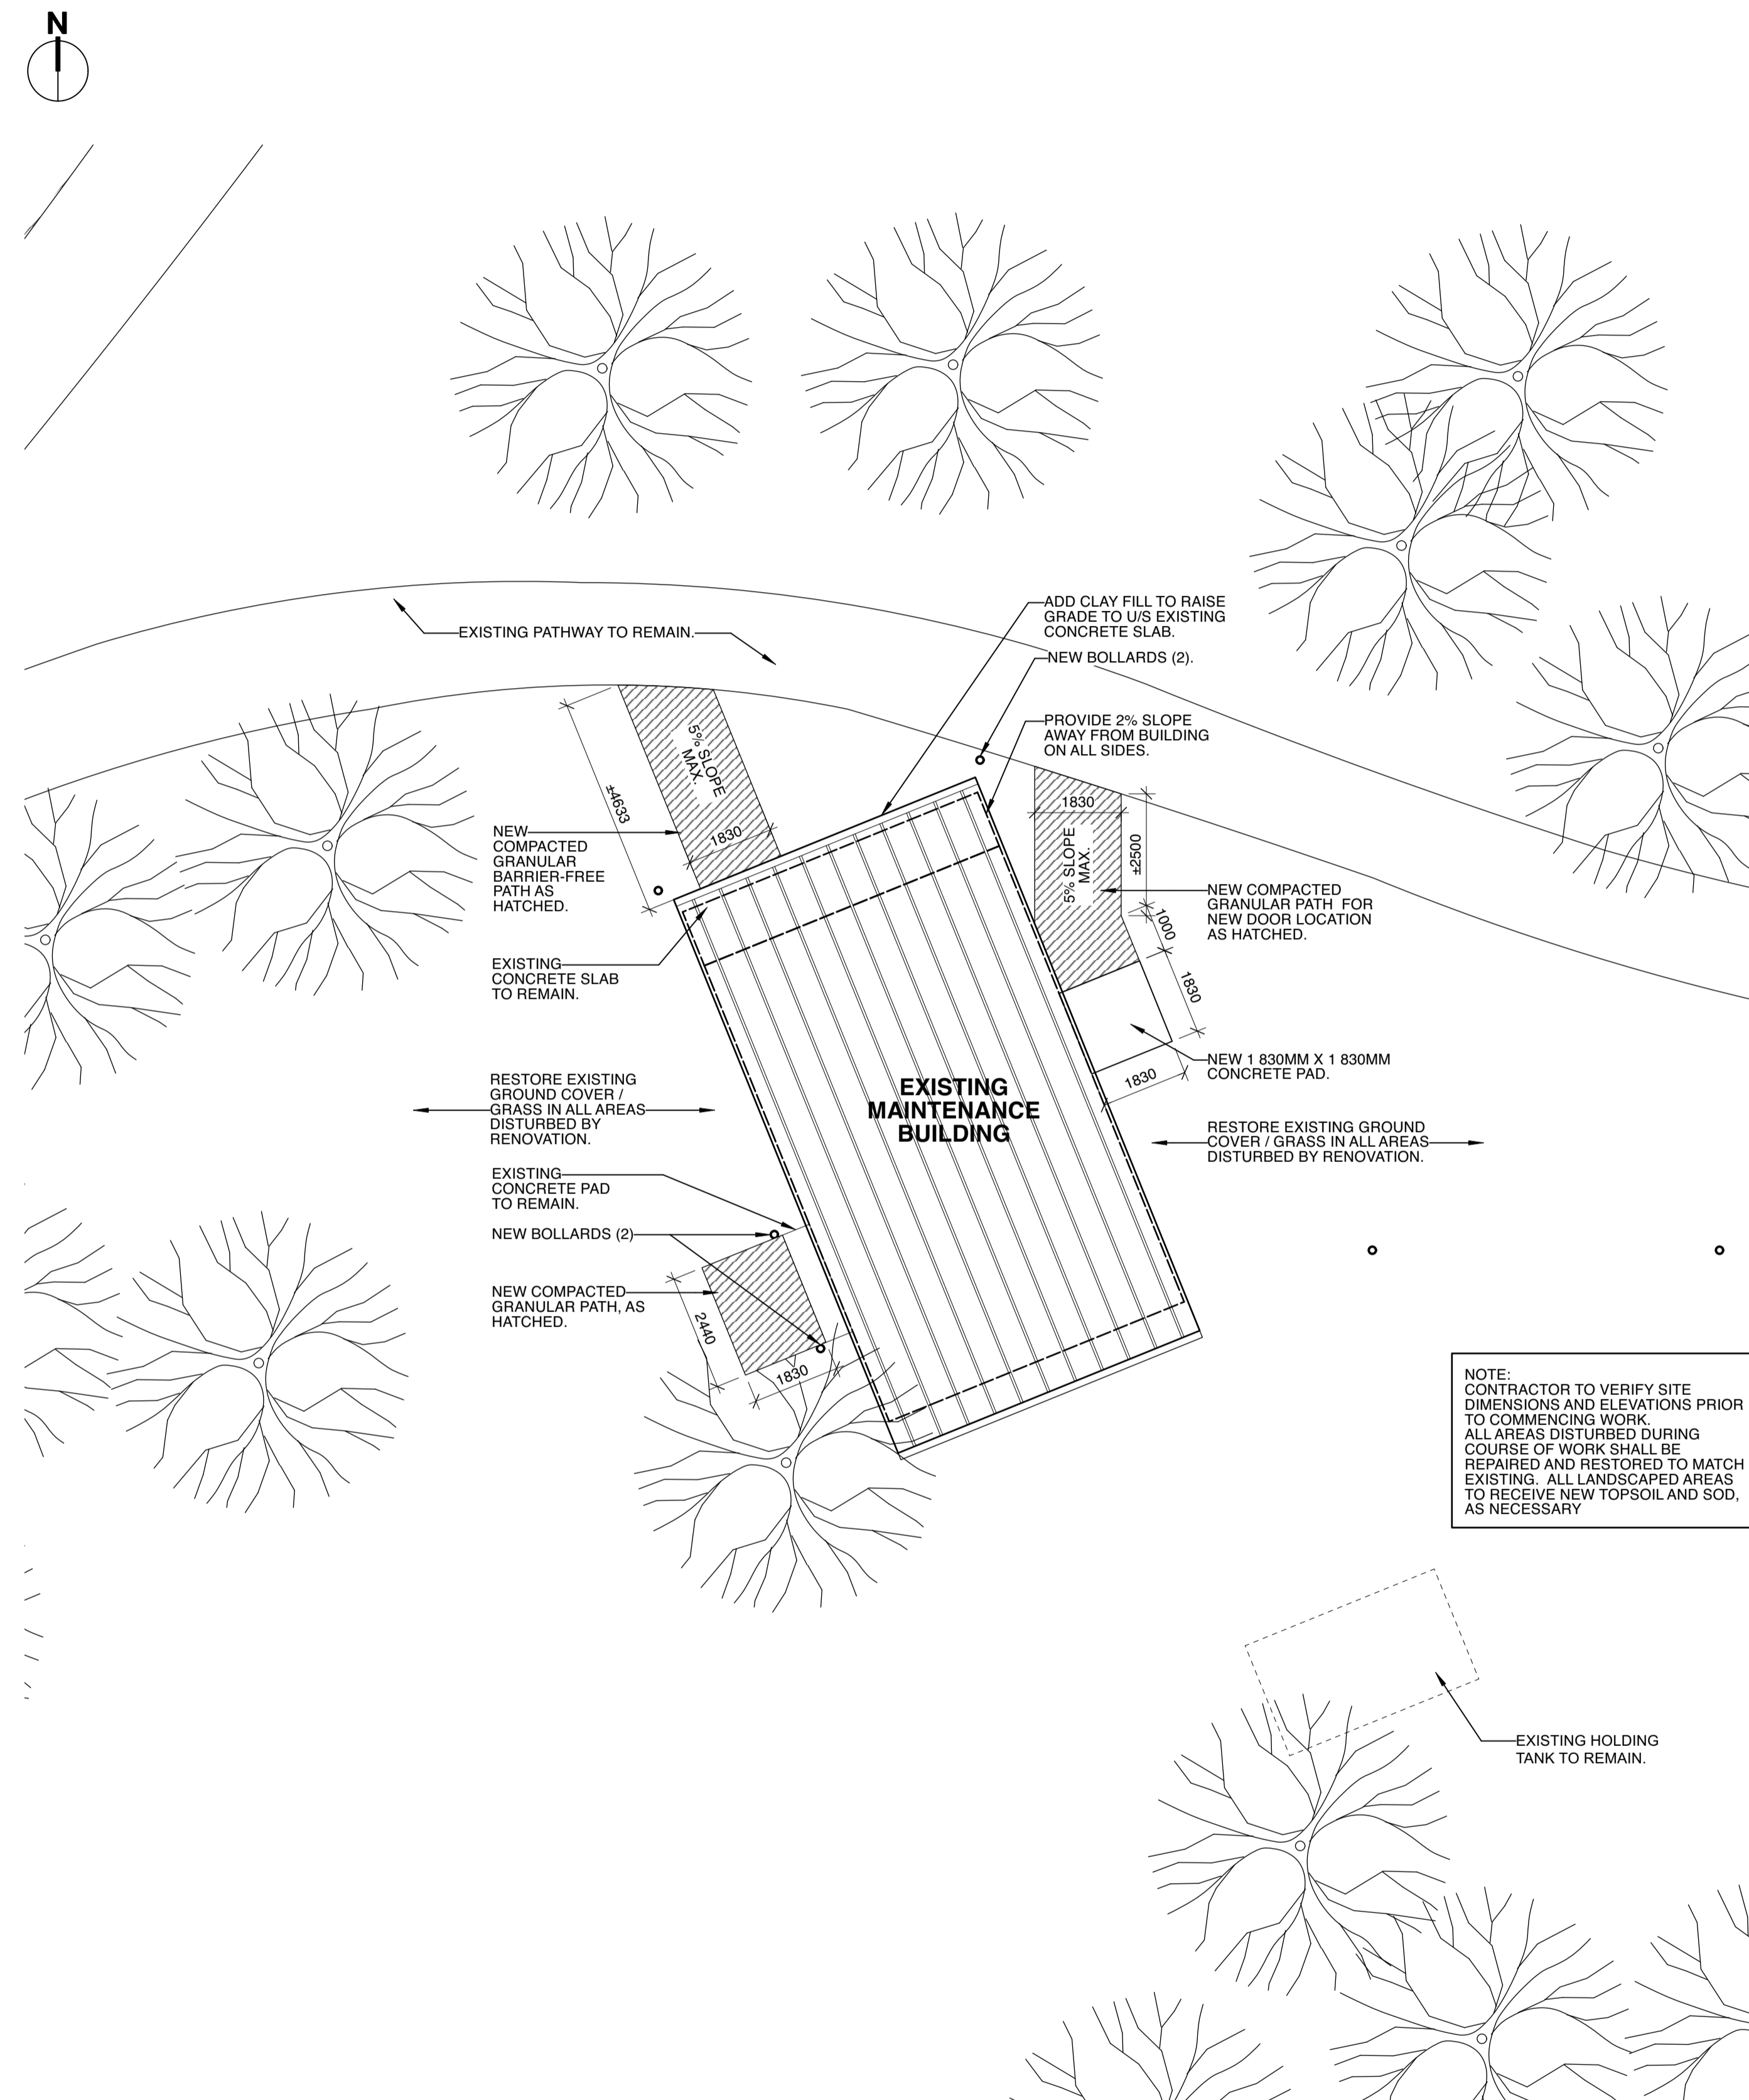 N
ADD CLAY FILL TO RAISE
GRADE TO U/S EXISTING
CONCRETE SLAB.
EXISTING PATHWAY TO REMAIN.
NEW BOLLARDS (2).
PROVIDE 2% SLOPE
AWAY FROM BUILDING
ON ALL SIDES.
5% SLOPE
MAX.
±4633
1830
1830
5% SLOPE
MAX.
±2500
NEW
COMPACTED
GRANULAR
BARRIER-FREE
PATH AS
HATCHED.
NEW COMPACTED
GRANULAR PATH  FOR
NEW DOOR LOCATION
AS HATCHED.
1000
1830
EXISTING
CONCRETE SLAB
TO REMAIN.
NEW 1 830MM X 1 830MM
CONCRETE PAD.
1830
RESTORE EXISTING
GROUND COVER /
GRASS IN ALL AREAS
DISTURBED BY
RENOVATION.
EXISTING
MAINTENANCE
BUILDING
RESTORE EXISTING GROUND
COVER / GRASS IN ALL AREAS
DISTURBED BY RENOVATION.
EXISTING
CONCRETE PAD
TO REMAIN.
NEW BOLLARDS (2)
NEW COMPACTED
GRANULAR PATH, AS
HATCHED.
2440
1830
NOTE:
CONTRACTOR TO VERIFY SITE
DIMENSIONS AND ELEVATIONS PRIOR
TO COMMENCING WORK.
ALL AREAS DISTURBED DURING
COURSE OF WORK SHALL BE
REPAIRED AND RESTORED TO MATCH
EXISTING.  ALL LANDSCAPED AREAS
TO RECEIVE NEW TOPSOIL AND SOD,
AS NECESSARY
EXISTING HOLDING
TANK TO REMAIN.